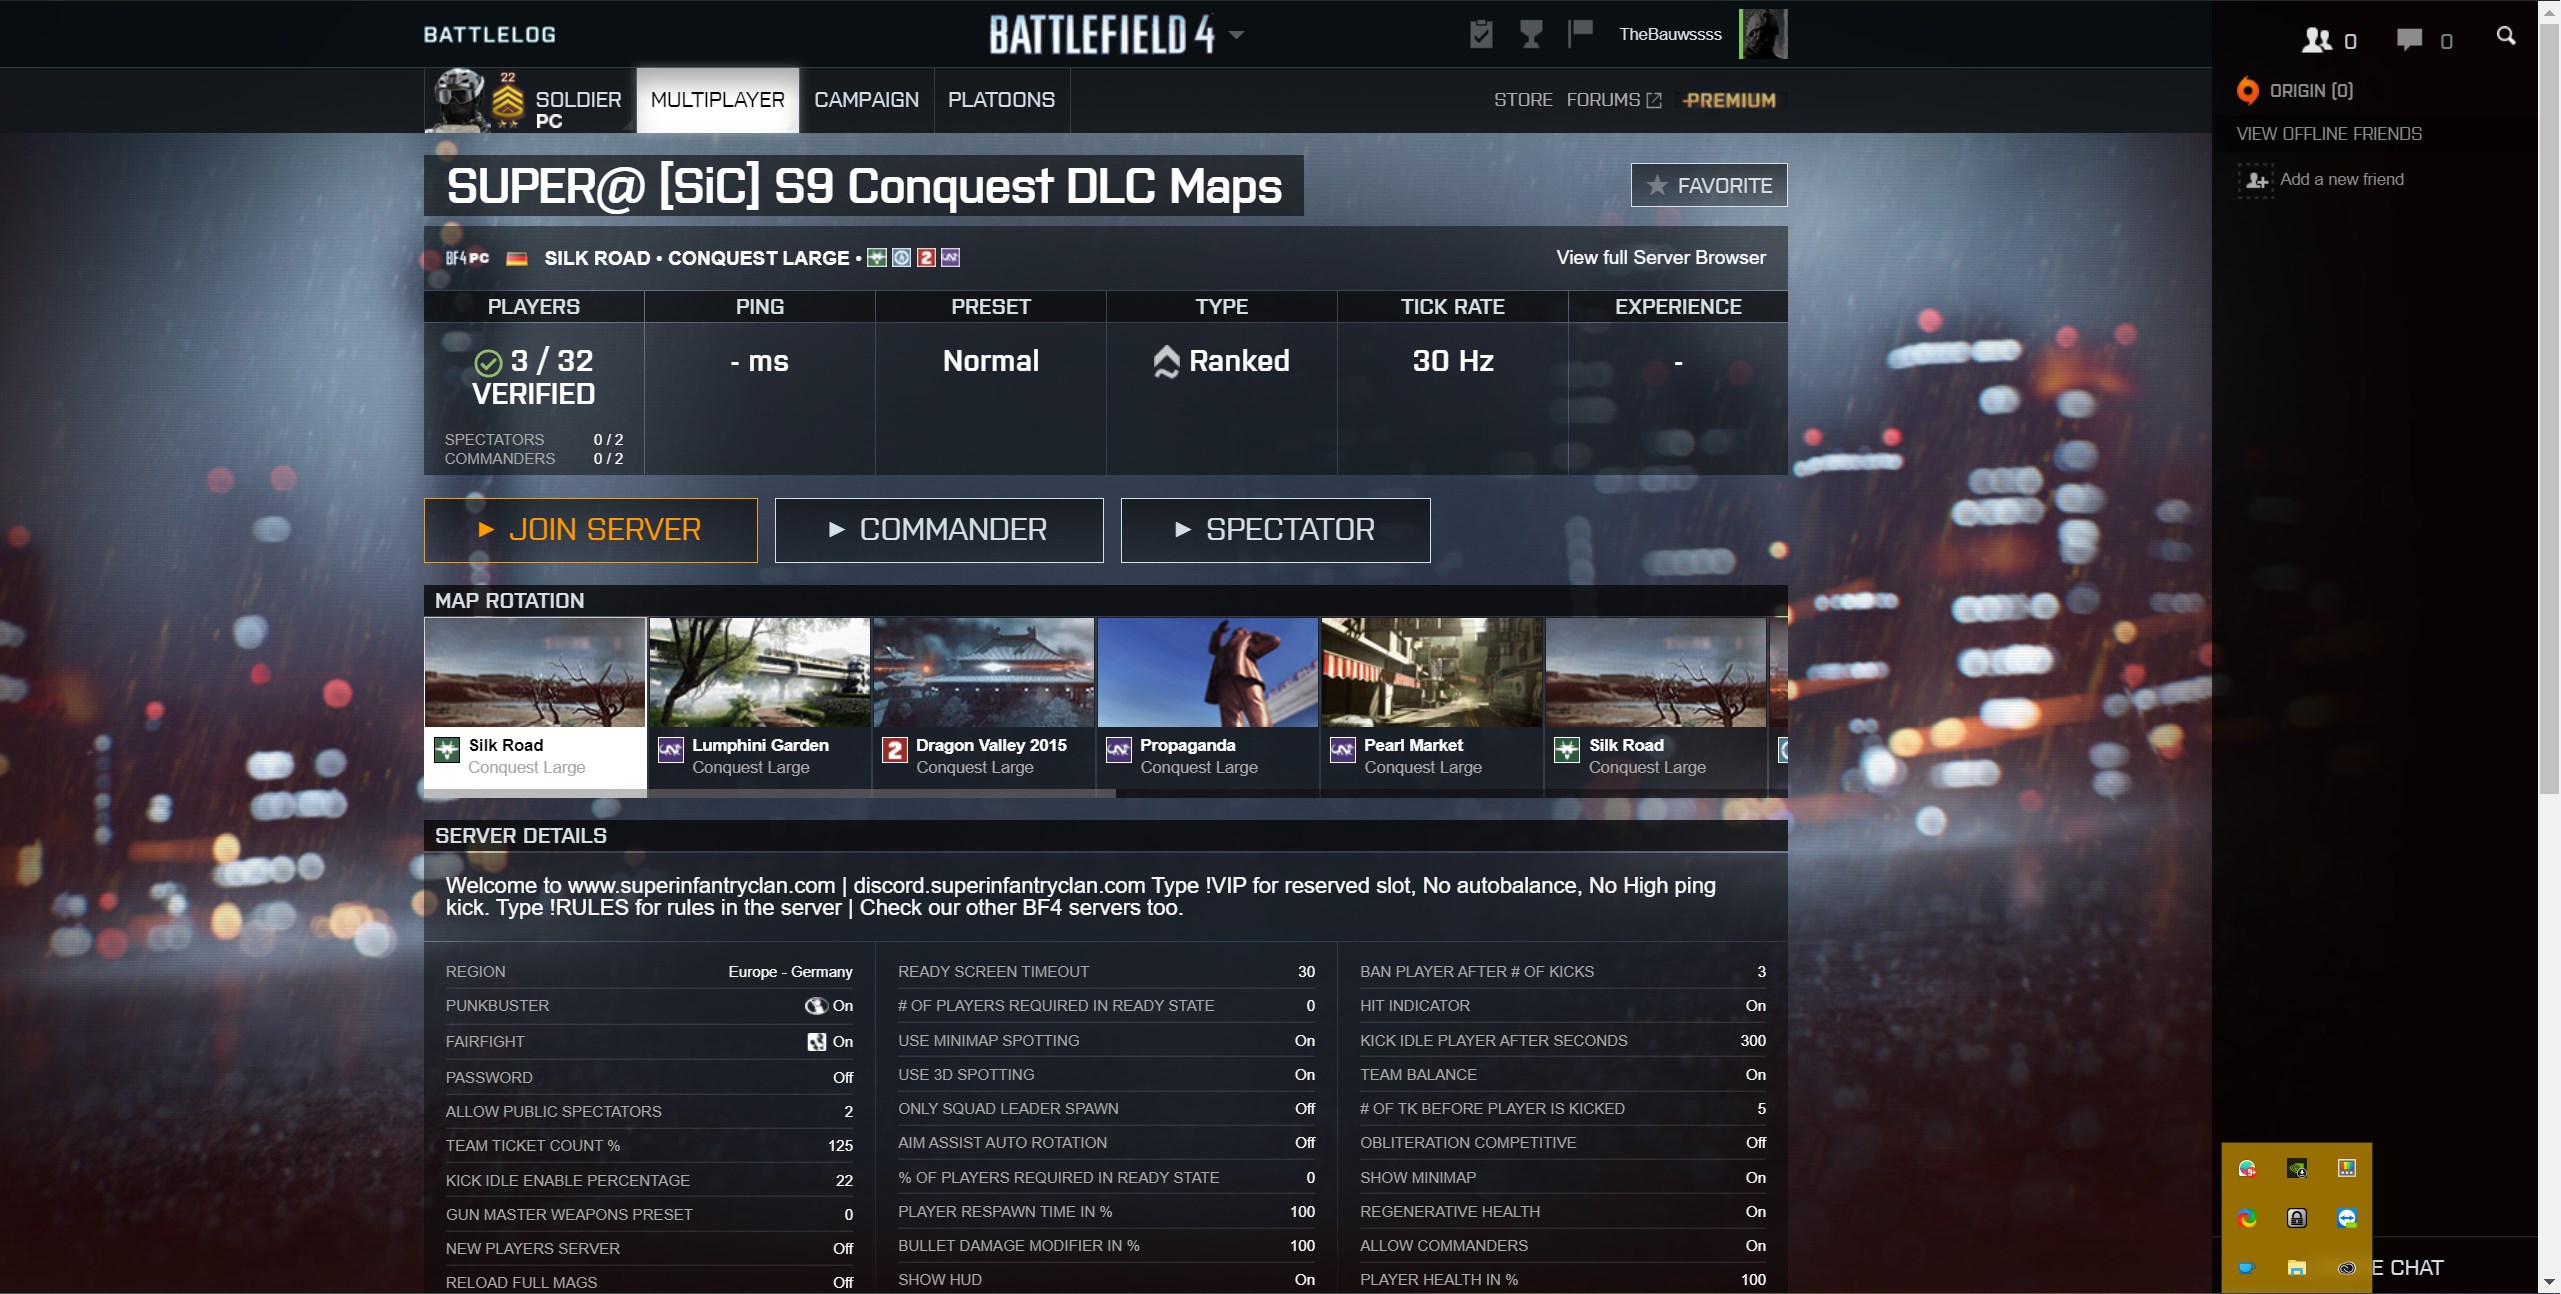 BATTLELOG
BATTLEFIELD 4
TheBauwssss
0
0
22
SOLDIER
PC
MULTIPLAYER
CAMPAIGN
PLATOONS
STORE
FORUMS
PREMIUM
ORIGIN [0]
VIEW OFFLINE FRIENDS
Add a new friend
SUPER@ [SiC] S9 Conquest DLC Maps
FAVORITE
BF4 PC
SILK ROAD • CONQUEST LARGE •
2
View full Server Browser
PLAYERS
PING
PRESET
TYPE
TICK RATE
EXPERIENCE
3 / 32
VERIFIED
- ms
Normal
Ranked
30 Hz
-
SPECTATORS 0 / 2
COMMANDERS 0 / 2
JOIN SERVER
COMMANDER
SPECTATOR
MAP ROTATION
Silk Road
Conquest Large
Lumphini Garden
Conquest Large
2
Dragon Valley 2015
Conquest Large
Propaganda
Conquest Large
Pearl Market
Conquest Large
Silk Road
Conquest Large
SERVER DETAILS
Welcome to www.superinfantryclan.com | discord.superinfantryclan.com Type !VIP for reserved slot, No autobalance, No High ping
kick. Type !RULES for rules in the server | Check our other BF4 servers too.
REGION Europe - Germany
PUNKBUSTER On
FAIRFIGHT On
PASSWORD Off
ALLOW PUBLIC SPECTATORS 2
TEAM TICKET COUNT % 125
KICK IDLE ENABLE PERCENTAGE 22
GUN MASTER WEAPONS PRESET 0
NEW PLAYERS SERVER Off
RELOAD FULL MAGS Off
READY SCREEN TIMEOUT 30
# OF PLAYERS REQUIRED IN READY STATE 0
USE MINIMAP SPOTTING On
USE 3D SPOTTING On
ONLY SQUAD LEADER SPAWN Off
AIM ASSIST AUTO ROTATION Off
% OF PLAYERS REQUIRED IN READY STATE 0
PLAYER RESPAWN TIME IN % 100
BULLET DAMAGE MODIFIER IN % 100
SHOW HUD On
BAN PLAYER AFTER # OF KICKS 3
HIT INDICATOR On
KICK IDLE PLAYER AFTER SECONDS 300
TEAM BALANCE On
# OF TK BEFORE PLAYER IS KICKED 5
OBLITERATION COMPETITIVE Off
SHOW MINIMAP On
REGENERATIVE HEALTH On
ALLOW COMMANDERS On
PLAYER HEALTH IN % 100
E CHAT